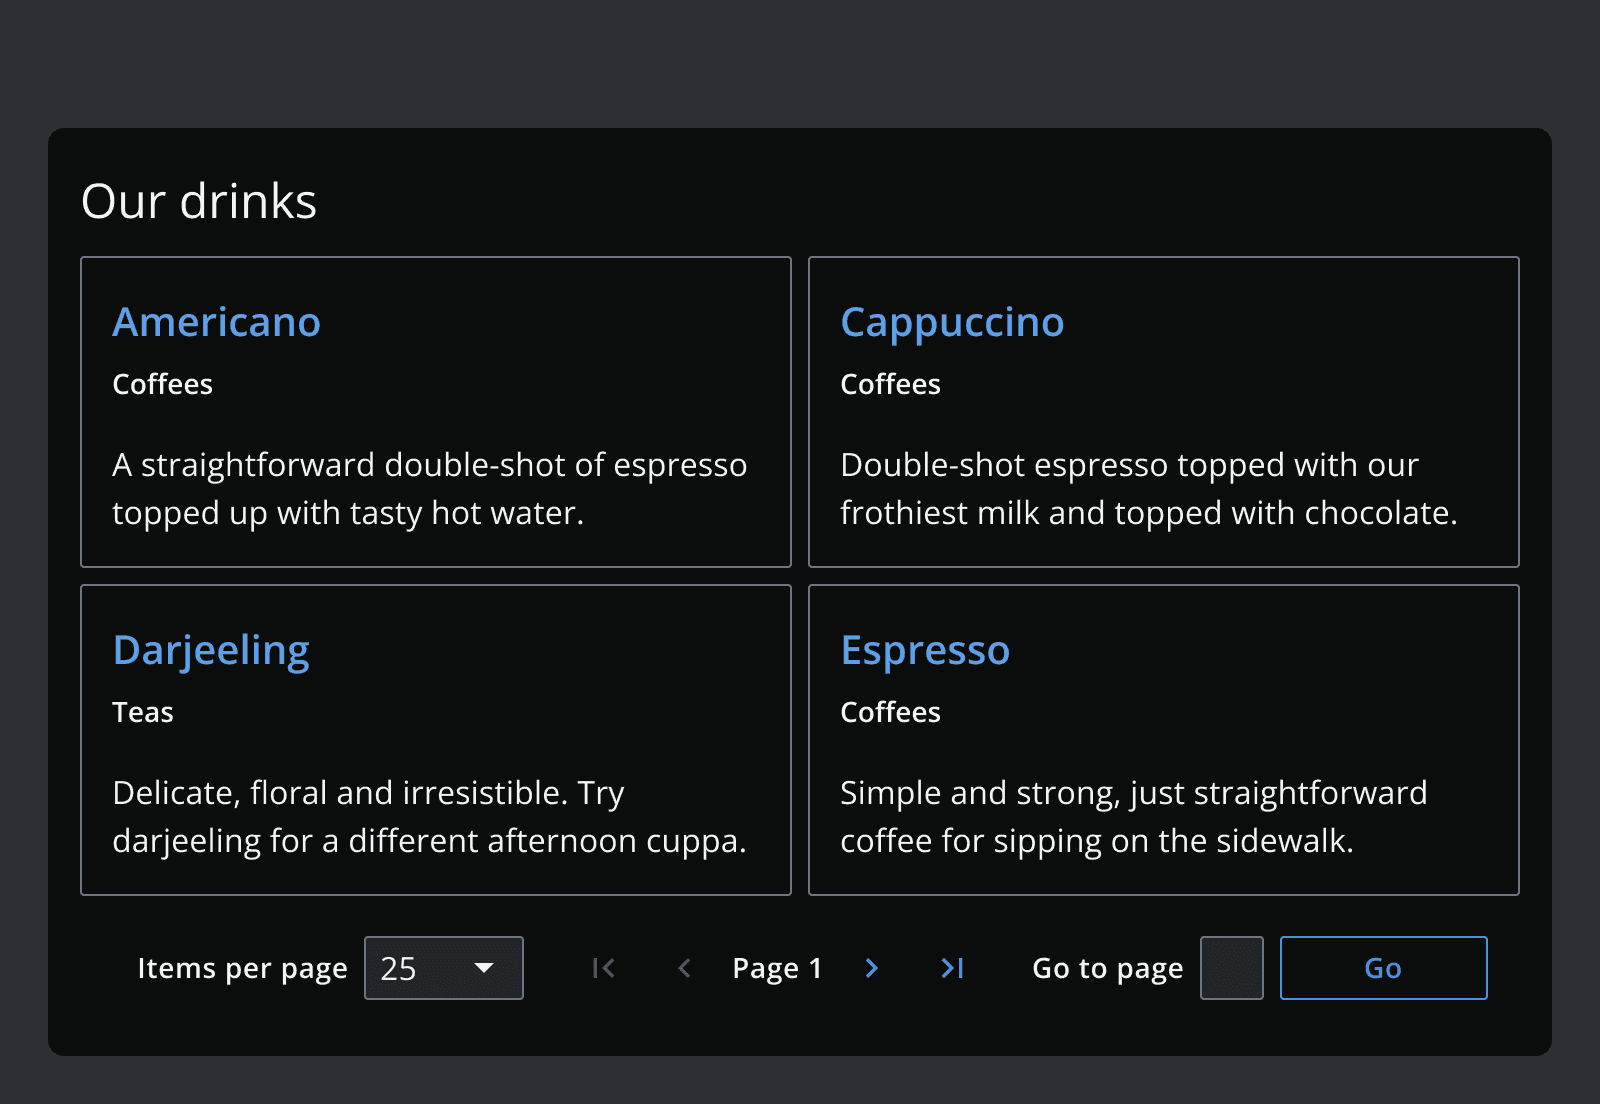 Our drinks
Americano
Coffees
A straightforward double-shot of espresso
topped up with tasty hot water.
Cappuccino
Coffees
Double-shot espresso topped with our
frothiest milk and topped with chocolate.
Darjeeling
Teas
Delicate, floral and irresistible. Try
darjeeling for a different afternoon cuppa.
Espresso
Coffees
Simple and strong, just straightforward
coffee for sipping on the sidewalk.
Items per page 25 Page 1 Go to page Go